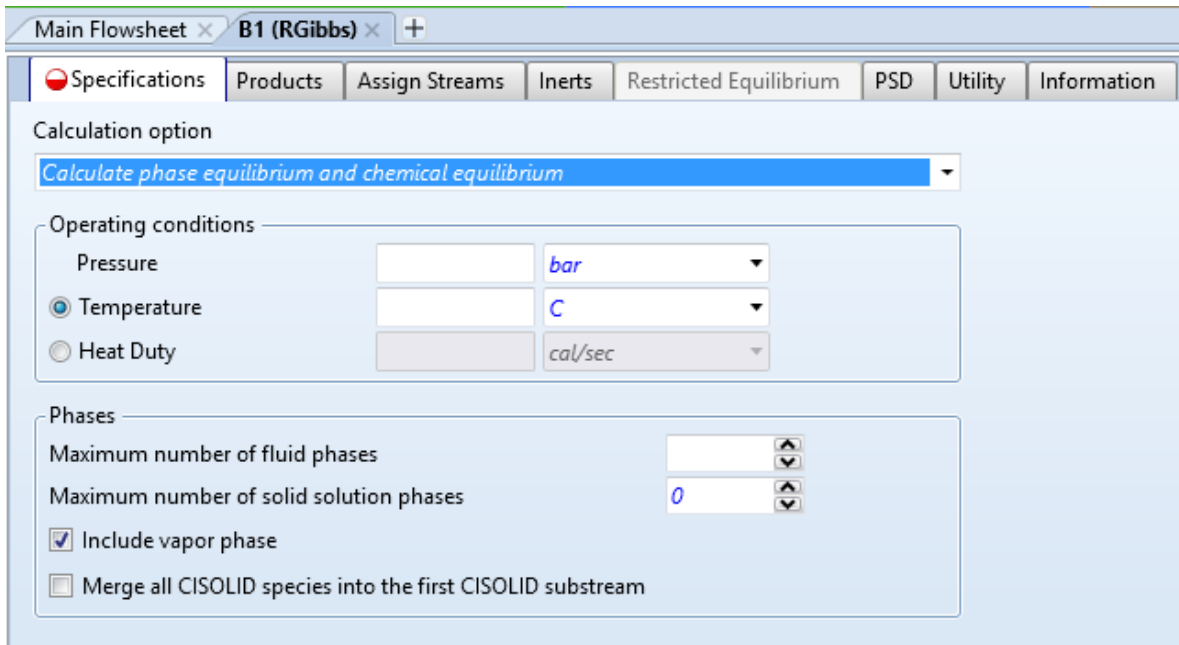 Main Flowsheet B1 (RGibbs)
Specifications Products Assign Streams Inerts Restricted Equilibrium PSD Utility Information
Calculation option
Calculate phase equilibrium and chemical equilibrium
Operating conditions
Pressure bar
Temperature C
Heat Duty cal/sec
Phases
Maximum number of fluid phases
Maximum number of solid solution phases 0
Include vapor phase
Merge all CISOLID species into the first CISOLID substream